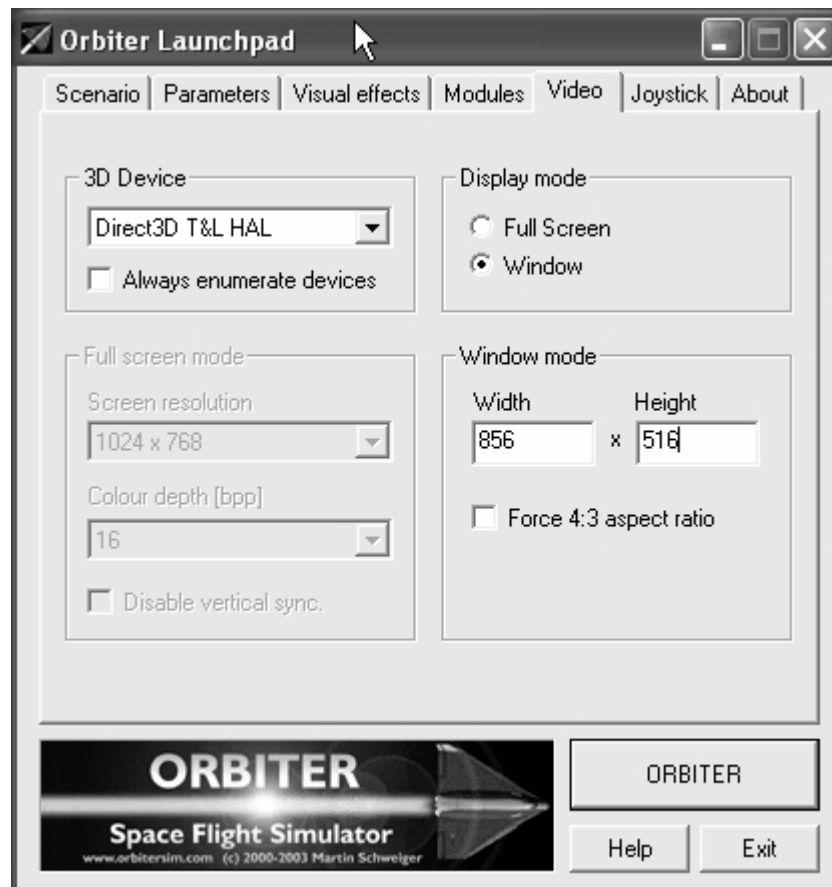 Orbiter Launchpad
Scenario Parameters Visual effects Modules Video Joystick About
3D Device
Direct3D T&L HAL
Always enumerate devices
Display mode
Full Screen
Window
Full screen mode
Screen resolution
1024 x 768
Colour depth [bpp]
16
Disable vertical sync.
Window mode
Width Height
856 x 516
Force 4:3 aspect ratio
ORBITER
Space Flight Simulator
www.orbitersim.com (c) 2000-2003 Martin Schweiger
ORBITER
Help Exit